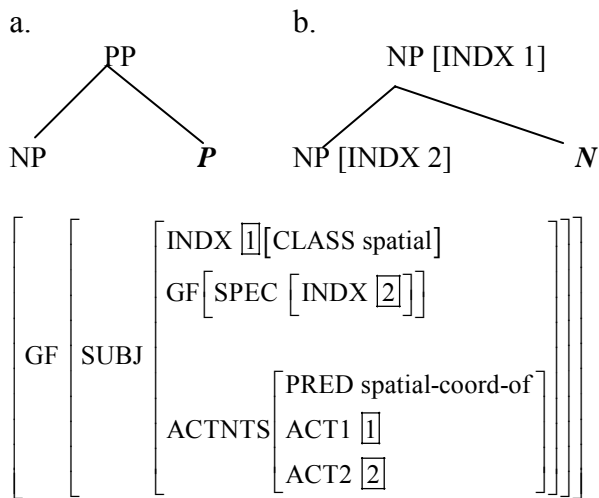 a. b.
PP NP [INDX 1]
NP P NP [INDX 2] N
INDX 1 [CLASS spatial]
GF [SPEC [INDX 2]]
GF SUBJ
PRED spatial-coord-of
ACTNTS ACT1 1
ACT2 2